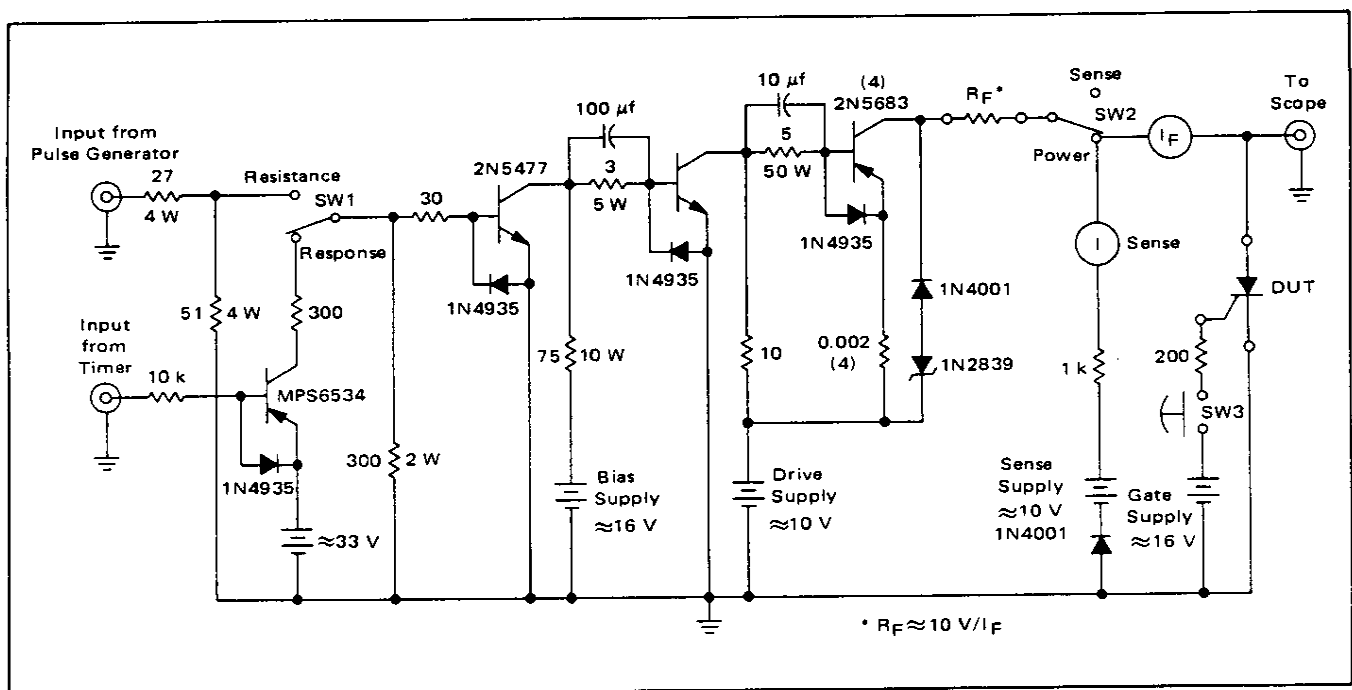 Input from
Pulse Generator
27
4 W
Resistance
SW1
Response
51
4 W
300
Input
from
Timer
10 k
MPS6534
1N4935
≈33 V
300
2 W
30
2N5477
1N4935
100 μf
3
5 W
1N4935
75
10 W
Bias
Supply
≈16 V
10 μf
5
50 W
(4)
2N5683
1N4935
10
0.002
(4)
1N4001
1N2839
Drive
Supply
≈10 V
RF*
Sense
SW2
Power
IF
To
Scope
I
Sense
1 k
Sense
Supply
≈10 V
1N4001
DUT
200
SW3
Gate
Supply
≈16 V
* RF≈10 V/IF